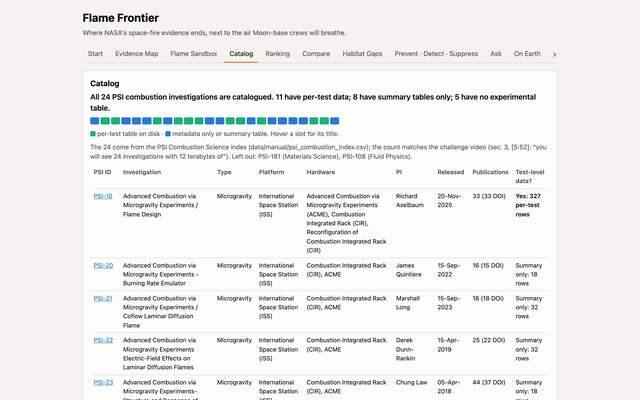 Flame Frontier
Where NASA's space-fire evidence ends, next to the air Moon-base crews will breathe.
Start Evidence Map Flame Sandbox Catalog Ranking Compare Habitat Gaps Prevent · Detect · Suppress Ask On Earth ›
Catalog
All 24 PSI combustion investigations are catalogued. 11 have per-test data; 8 have summary tables only; 5 have no experimental
table.
per-test table on disk · metadata only or summary table. Hover a slot for its title.
The 24 come from the PSI Combustion Science index (data/manual/psi_combustion_index.csv); the count matches the challenge video (sec. 3, [5:52]: "you
will see 24 investigations with 12 terabytes of"). Left out: PSI-181 (Materials Science), PSI-108 (Fluid Physics).
PSI ID Investigation Type Platform Hardware PI Released Publications Test-level
data?
PSI-10 Advanced Combustion via Microgravity International Advanced Combustion via Richard 20-Nov- 33 (33 DOI) Yes: 327
Microgravity Experiments / Space Station Microgravity Experiments Axelbaum 2025 per-test
Flame Design (ISS) (ACME), Combustion rows
Integrated Rack (CIR),
Reconfiguration of
Combustion Integrated Rack
(CIR)
PSI-20 Advanced Combustion via Microgravity International Combustion Integrated Rack James 15-Sep- 16 (15 DOI) Summary
Microgravity Experiments - Space Station (CIR), ACME Quintiere 2022 only: 18
Burning Rate Emulator (ISS) rows
PSI-21 Advanced Combustion via Microgravity International Combustion Integrated Rack Marshall 15-Sep- 18 (18 DOI) Summary
Microgravity Experiments / Space Station (CIR), ACME Long 2023 only: 32
Coflow Laminar Diffusion (ISS) rows
Flame
PSI-22 Advanced Combustion via Microgravity International Combustion Integrated Rack Derek 15-Apr- 25 (22 DOI) Summary
Microgravity Experiments Space Station (CIR), ACME Dunn- 2019 only: 32
Electric-Field Effects on (ISS) Rankin rows
Laminar Diffusion Flames
PSI-23 Advanced Combustion via Microgravity International Combustion Integrated Rack Chung Law 05-Apr- 44 (37 DOI) Summary
Microgravity Experiments- Space Station (CIR), ACME 2018 only: 18